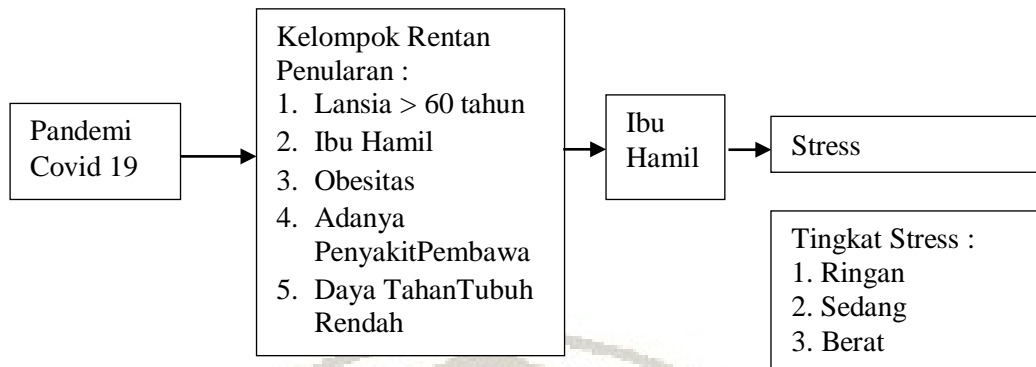 Pandemi
Covid 19
Kelompok Rentan
Penularan :
1. Lansia > 60 tahun
2. Ibu Hamil
3. Obesitas
4. Adanya
PenyakitPembawa
5. Daya TahanTubuh
Rendah
Ibu
Hamil
Stress
Tingkat Stress :
1. Ringan
2. Sedang
3. Berat